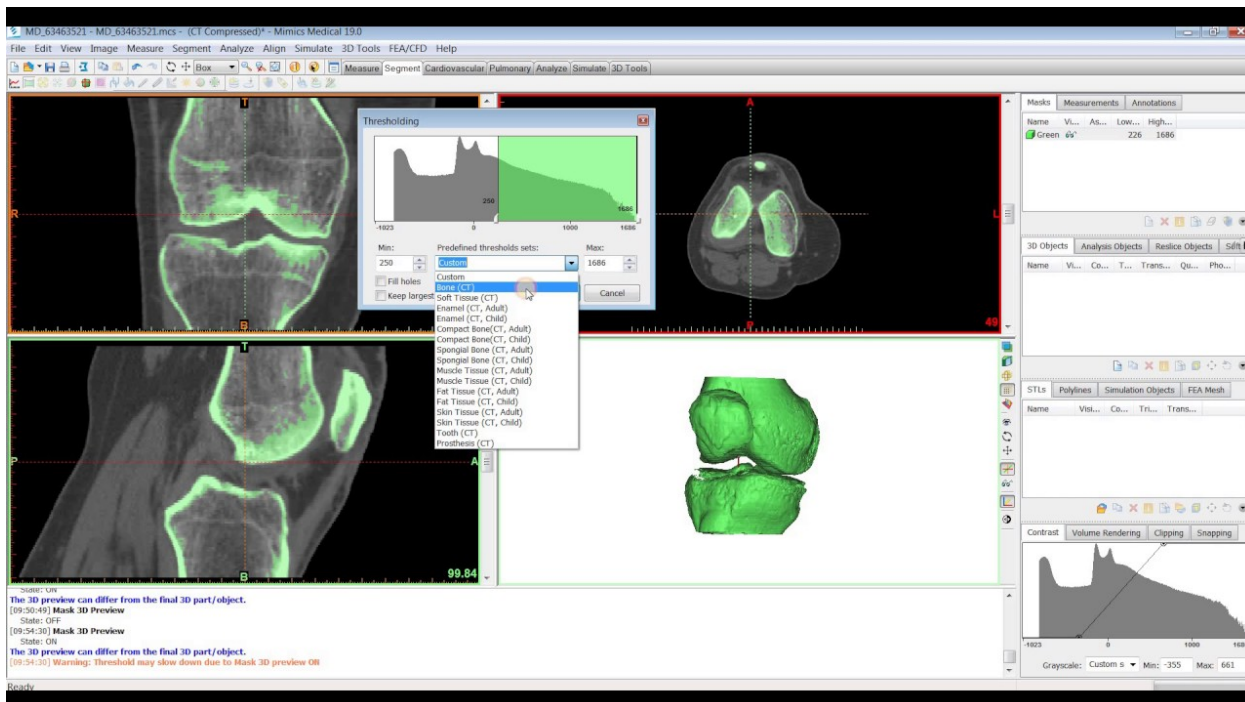 MD_63463521 - MD_63463521.mcs - (CT Compressed)* - Mimics Medical 19.0
File Edit View Image Measure Segment Analyze Align Simulate 3D Tools FEA/CFD Help
Box
Measure Segment Cardiovascular Pulmonary Analyze Simulate 3D Tools
T
R
B
A
L
P
49
Thresholding
250
1686
-1023 0 1000 1686
Min: Predefined thresholds sets: Max:
250 Custom 1686
Fill holes
Keep largest
Cancel
Custom
Bone (CT)
Soft Tissue (CT)
Enamel (CT, Adult)
Enamel (CT, Child)
Compact Bone(CT, Adult)
Compact Bone(CT, Child)
Spongial Bone (CT, Adult)
Spongial Bone (CT, Child)
Muscle Tissue (CT, Adult)
Muscle Tissue (CT, Child)
Fat Tissue (CT, Adult)
Fat Tissue (CT, Child)
Skin Tissue (CT, Adult)
Skin Tissue (CT, Child)
Tooth (CT)
Prosthesis (CT)
T
P
A
B
99.84
Masks Measurements Annotations
Name Vi... As... Low... High...
Green 226 1686
3D Objects Analysis Objects Reslice Objects
Name Vi... Co... T... Trans... Qu... Pho...
STLs Polylines Simulation Objects FEA Mesh
Name Visi... Co... Tri... Trans...
Contrast Volume Rendering Clipping Snapping
-1023 0 1000 168
Grayscale: Custom s Min: -355 Max: 661
State: ON
The 3D preview can differ from the final 3D part/object.
[09:50:49] Mask 3D Preview
State: OFF
[09:54:30] Mask 3D Preview
State: ON
The 3D preview can differ from the final 3D part/object.
[09:54:30] Warning: Threshold may slow down due to Mask 3D preview ON
Ready